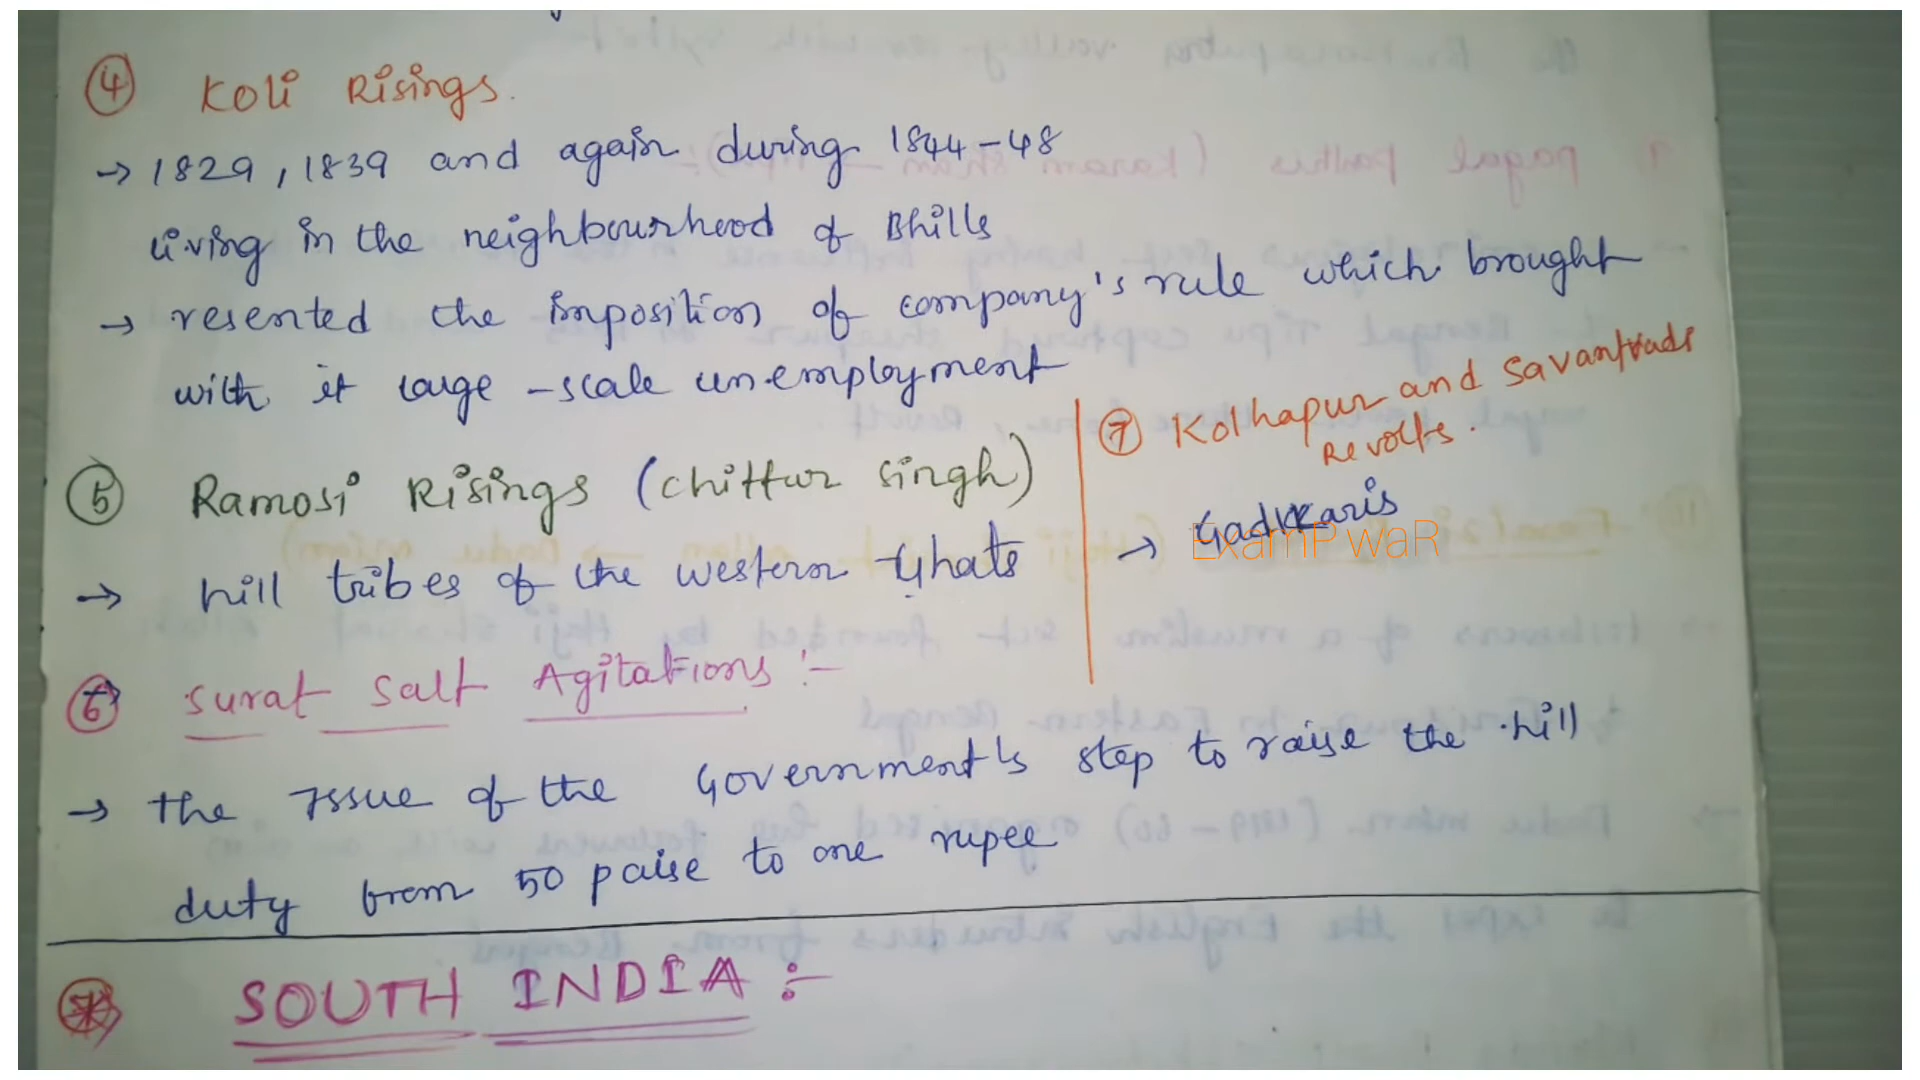 ④ Koli Risings.
→ 1829, 1839 and again during 1844-48
living in the neighbourhood of Bhills
→ resented the imposition of company's rule which brought
with it large-scale unemployment
⑤ Ramosi Risings (chittur singh)
→ hill tribes of the western Ghats
⑥ Surat Salt Agitations :-
→ the issue of the Government's step to raise the hill
duty from 50 paise to one rupee
⑦ Kolhapur and Savantvadi
Revolts.
→ Gadkaris
ExamPwaR
SOUTH INDIA :-